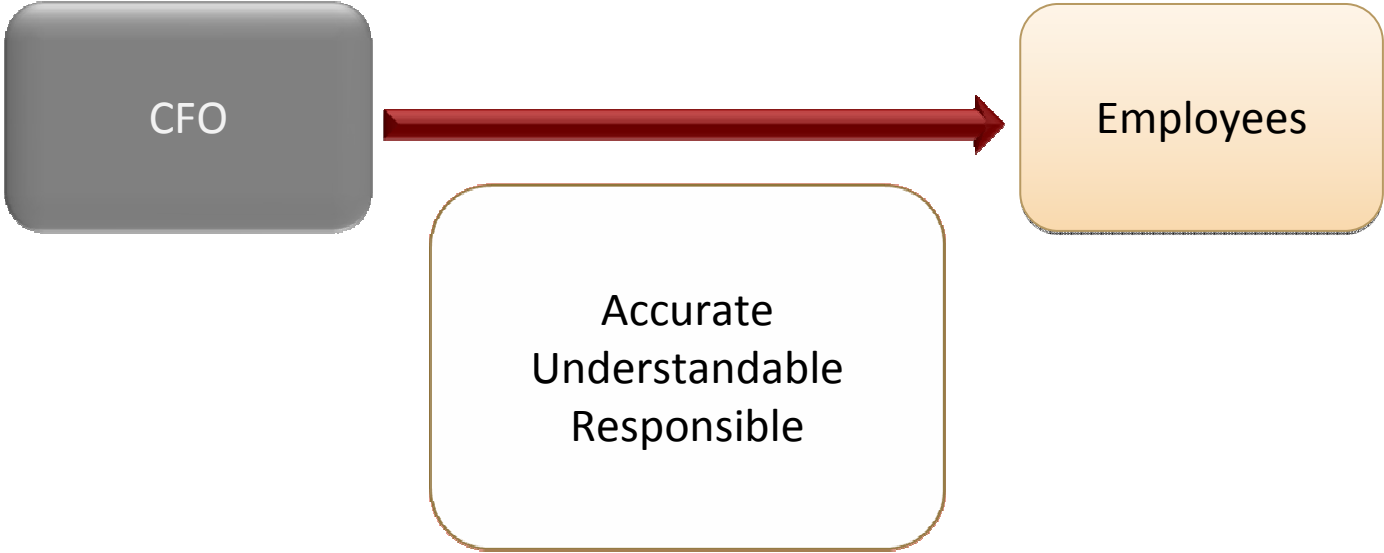 CFO
Employees
Accurate
Understandable
Responsible